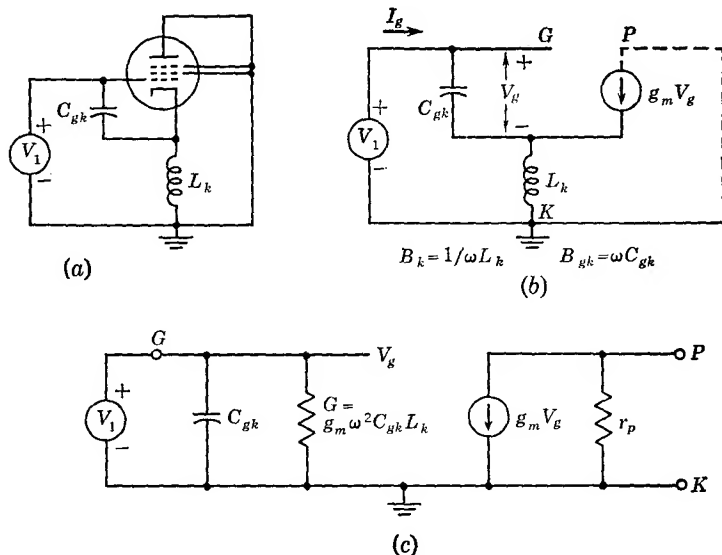 C_gk
V_1
+
−
L_k
(a)
I_g
G
P
+
V_g
−
C_gk
g_m V_g
V_1
+
−
L_k
K
B_k = 1/ωL_k
B_gk = ωC_gk
(b)
G
V_g
P
V_1
+
−
C_gk
G =
g_m ω² C_gk L_k
g_m V_g
r_p
K
(c)